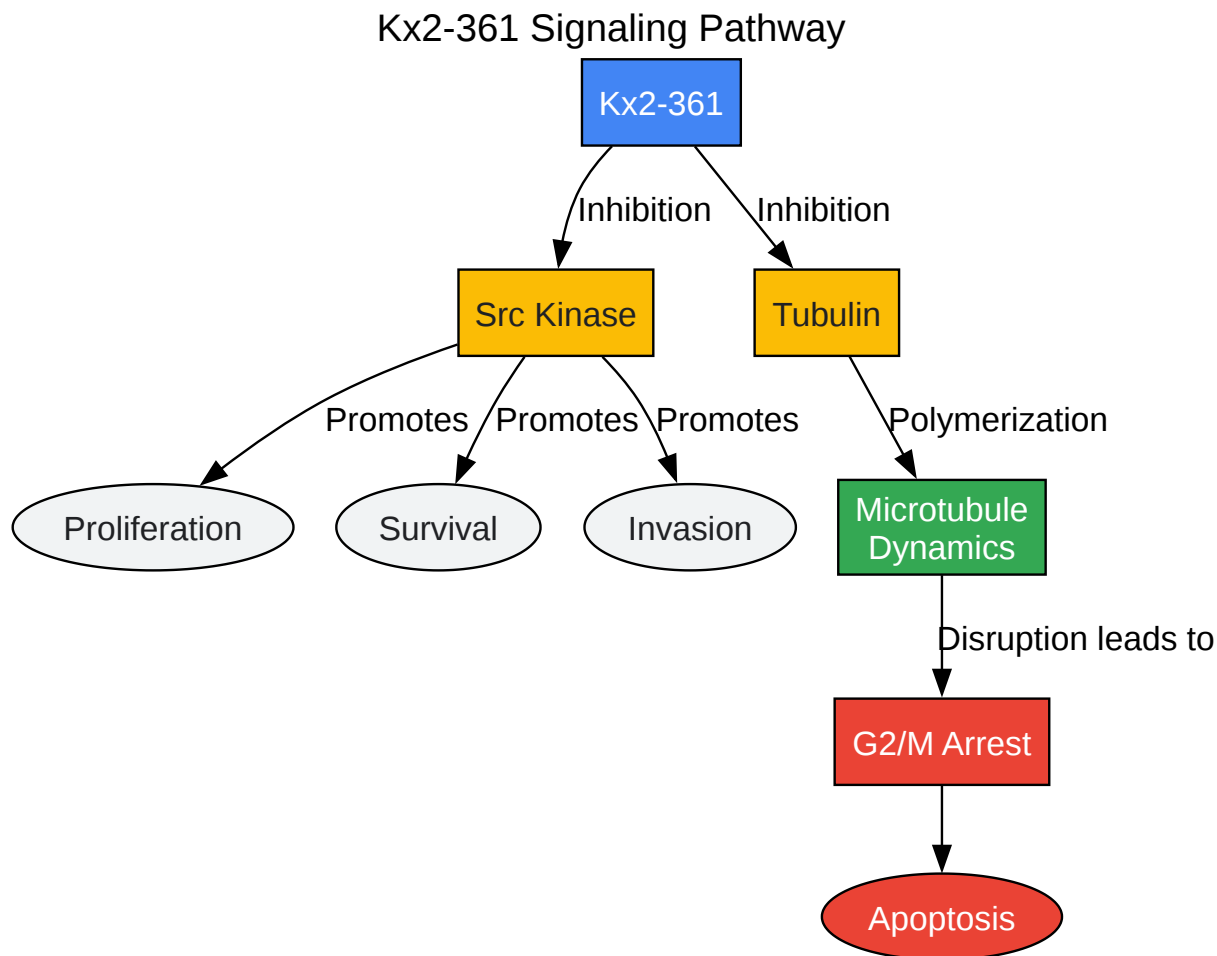 Kx2-361 Signaling Pathway
Kx2-361
Inhibition
Inhibition
Src Kinase
Tubulin
Promotes
Promotes
Promotes
Polymerization
Proliferation
Survival
Invasion
Microtubule
Dynamics
Disruption leads to
G2/M Arrest
Apoptosis